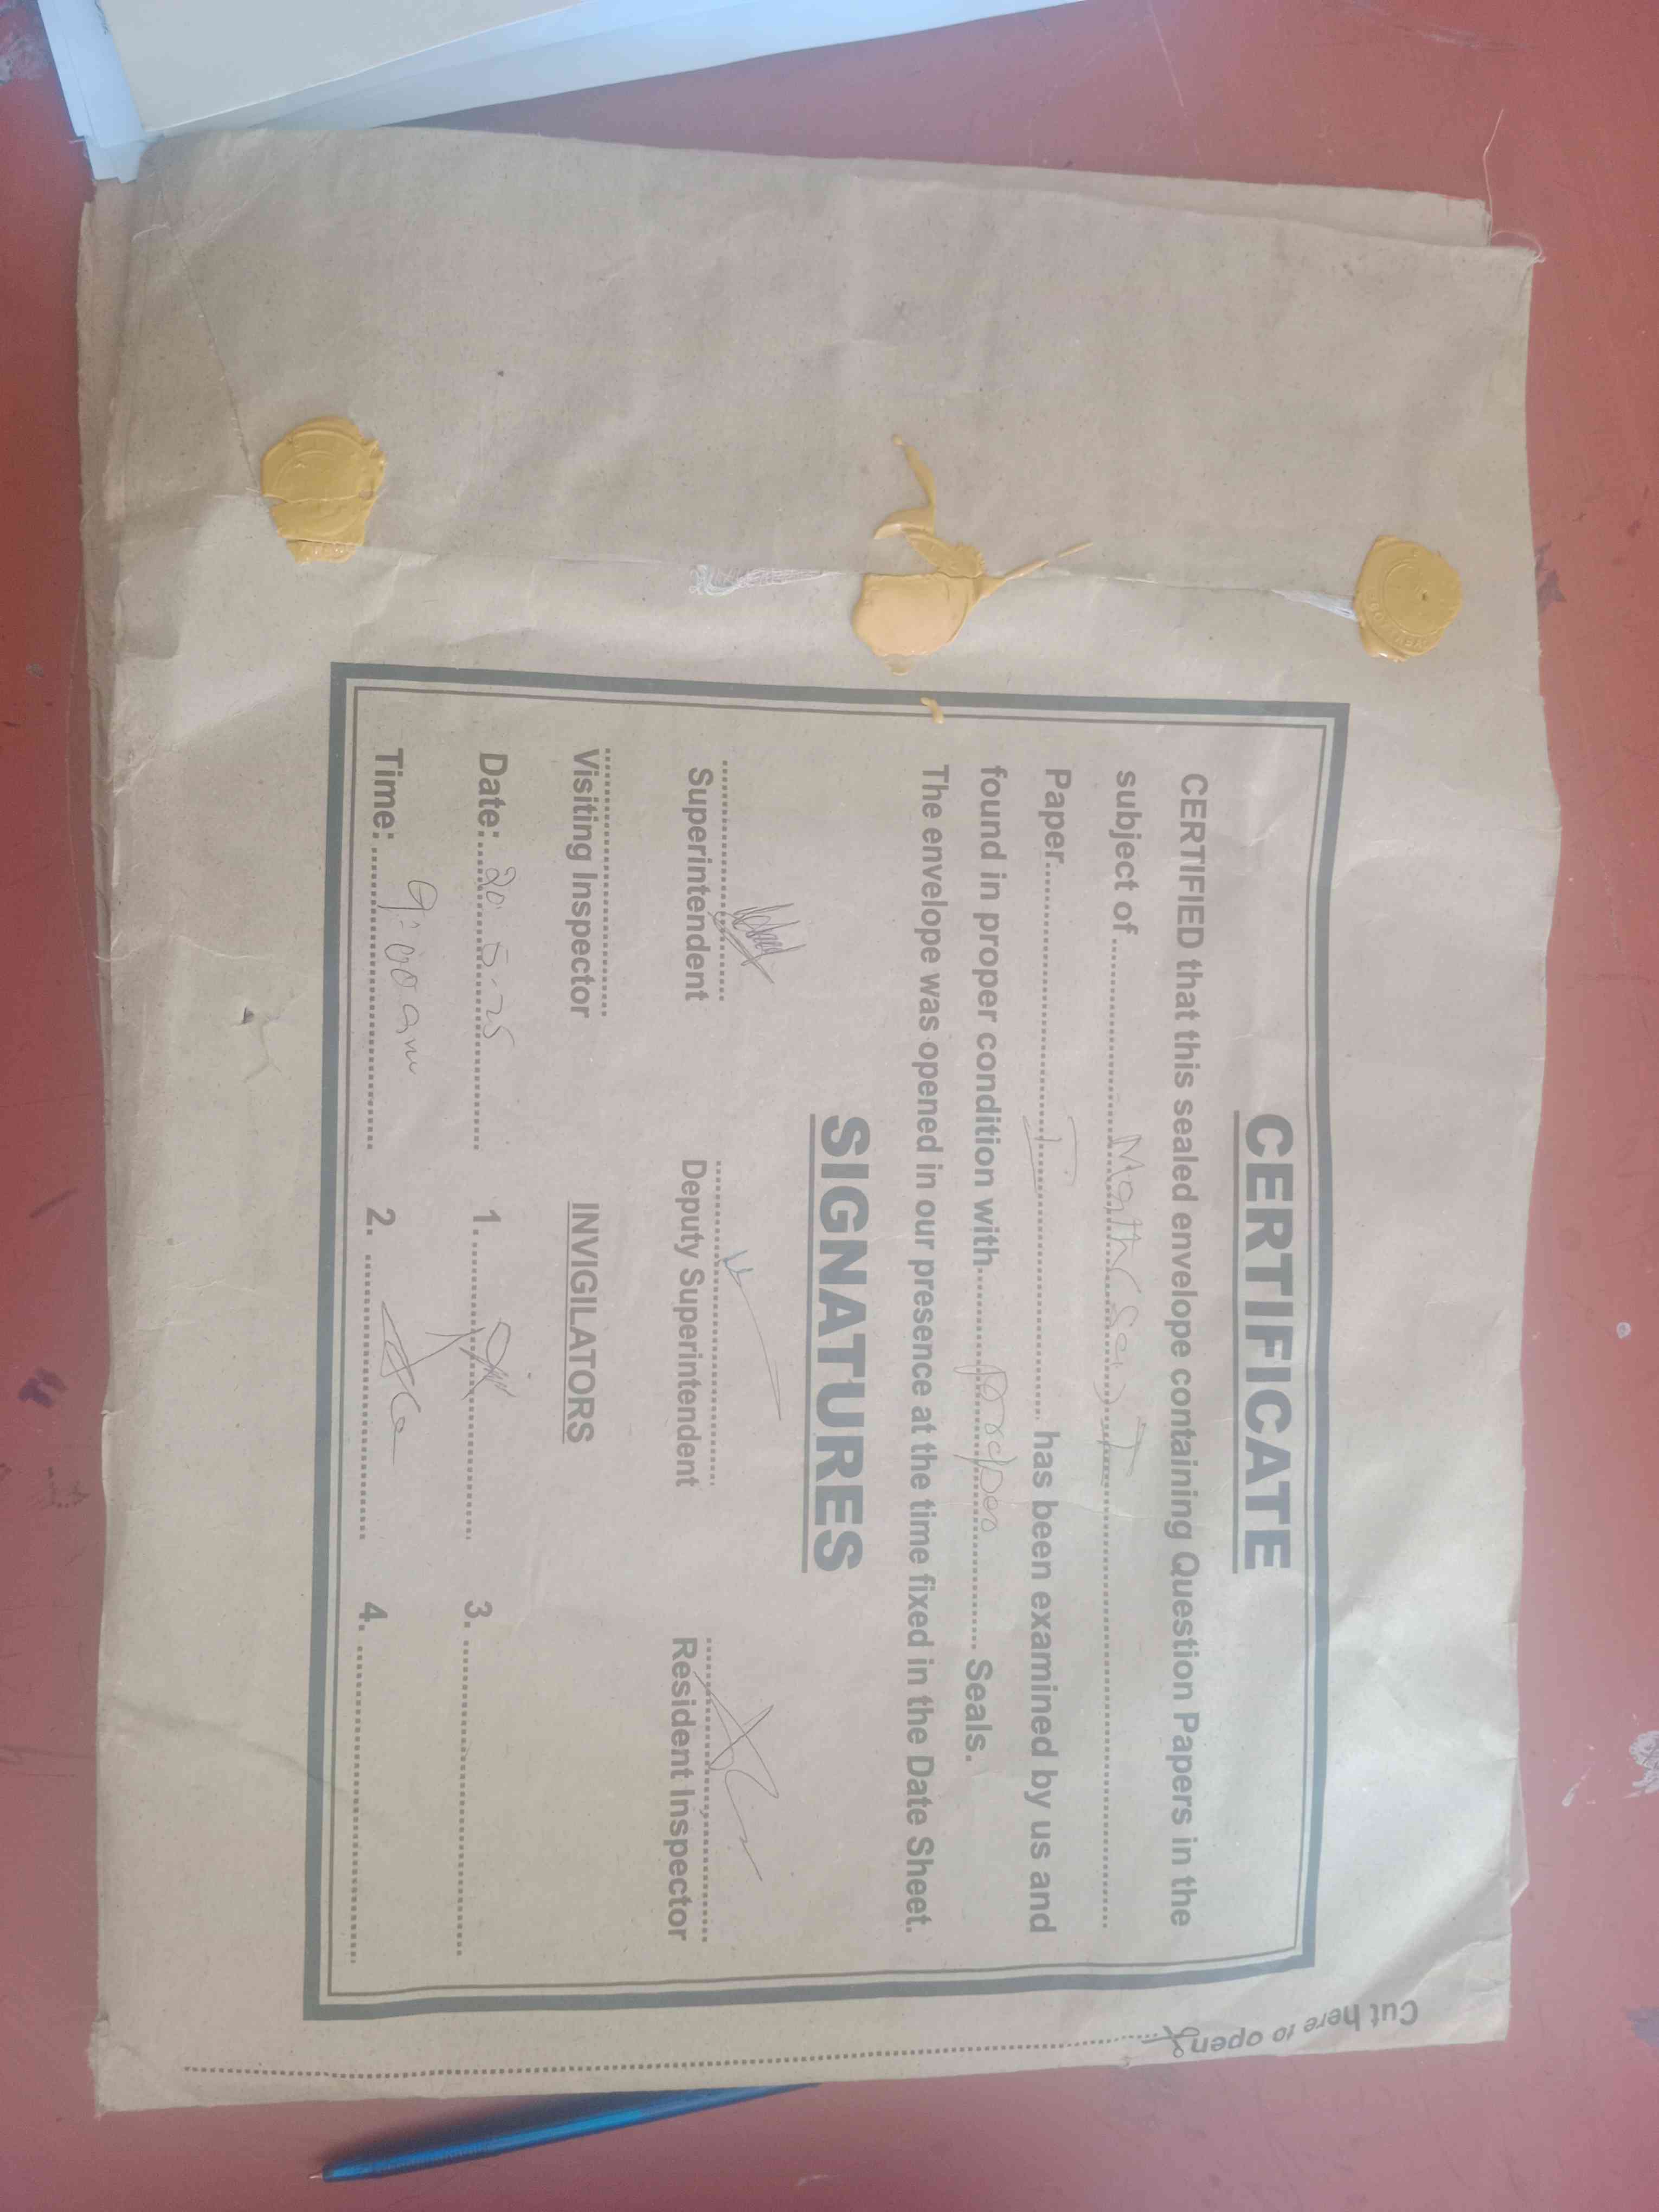 CERTIFICATE
CERTIFIED that this sealed envelope containing Question Papers in the
subject of.......Math (Sci) I.......
Paper.......I....... has been examined by us and
found in proper condition with.......proper....... Seals.
The envelope was opened in our presence at the time fixed in the Date Sheet.
SIGNATURES
Superintendent Deputy Superintendent Resident Inspector
Visiting Inspector INVIGILATORS
Date: 20.5.25 1. 3.
Time: 9:00 am 2. 4.
Cut here to open